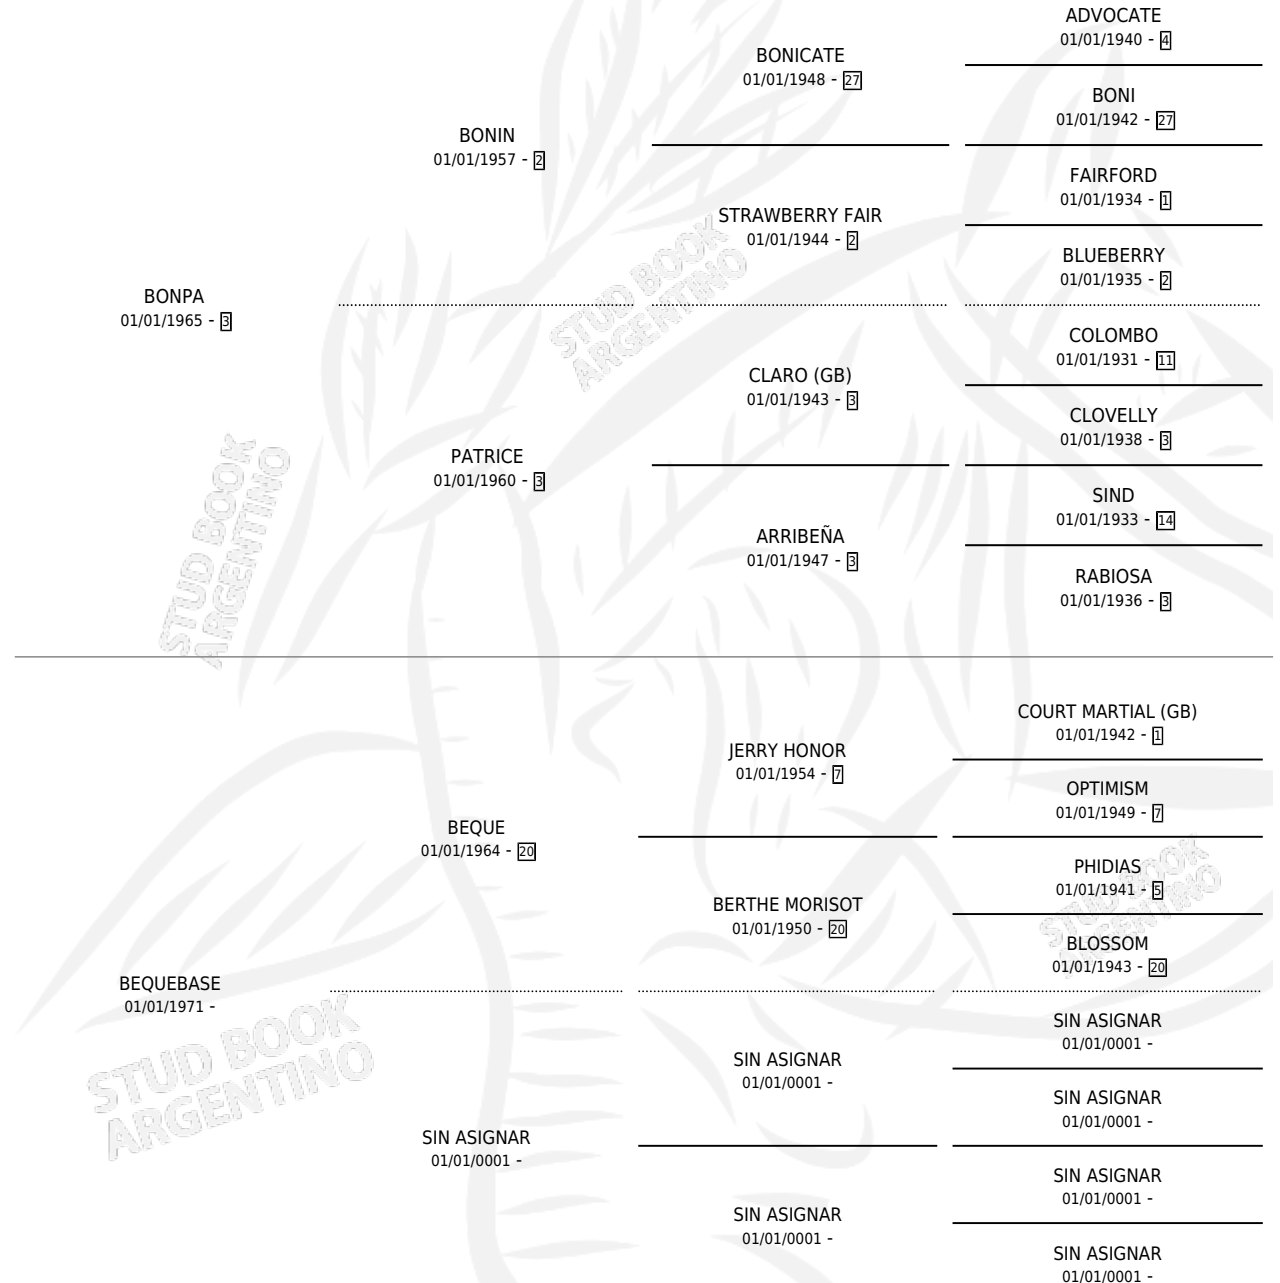 ADVOCATE
01/01/1940 - 4
BONICATE
01/01/1948 - 27
BONI
01/01/1942 - 27
BONIN
01/01/1957 - 2
FAIRFORD
01/01/1934 - 1
STRAWBERRY FAIR
01/01/1944 - 2
BLUEBERRY
01/01/1935 - 2
BONPA
01/01/1965 - 3
COLOMBO
01/01/1931 - 11
CLARO (GB)
01/01/1943 - 3
CLOVELLY
01/01/1938 - 3
PATRICE
01/01/1960 - 3
SIND
01/01/1933 - 14
ARRIBEÑA
01/01/1947 - 3
RABIOSA
01/01/1936 - 3
STUD BOOK
ARGENTINO
STUD BOOK
ARGENTINO
COURT MARTIAL (GB)
01/01/1942 - 1
JERRY HONOR
01/01/1954 - 7
OPTIMISM
01/01/1949 - 7
BEQUE
01/01/1964 - 20
PHIDIAS
01/01/1941 - 5
BERTHE MORISOT
01/01/1950 - 20
BLOSSOM
01/01/1943 - 20
STUD BOOK
ARGENTINO
BEQUEBASE
01/01/1971 -
SIN ASIGNAR
01/01/0001 -
SIN ASIGNAR
01/01/0001 -
SIN ASIGNAR
01/01/0001 -
SIN ASIGNAR
01/01/0001 -
SIN ASIGNAR
01/01/0001 -
SIN ASIGNAR
01/01/0001 -
SIN ASIGNAR
01/01/0001 -
STUD BOOK
ARGENTINO